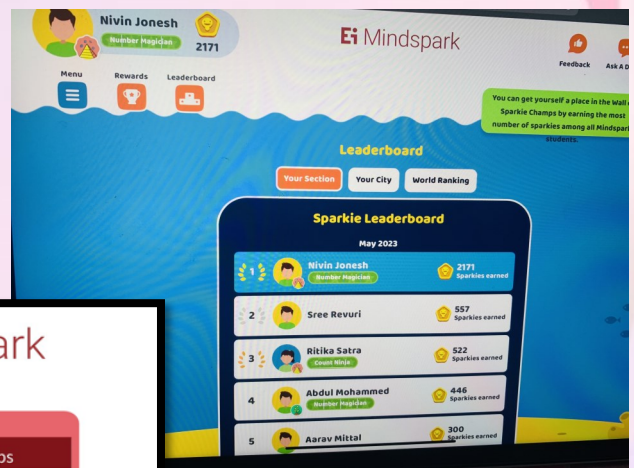 Nivin Jonesh
Number Magician
2171
Ei Mindspark
Feedback
Ask A D
Menu
Rewards
Leaderboard
You can get yourself a place in the Wall
Sparkie Champs by earning the most
number of sparkies among all Mindspark
students.
Leaderboard
Your Section
Your City
World Ranking
Sparkie Leaderboard
May 2023
1
Nivin Jonesh
Number Magician
2171
Sparkies earned
2
Sree Revuri
557
Sparkies earned
3
Ritika Satra
Count Ninja
522
Sparkies earned
4
Abdul Mohammed
Number Magician
446
Sparkies earned
5
Aarav Mittal
300
Sparkies earned
ark
ps